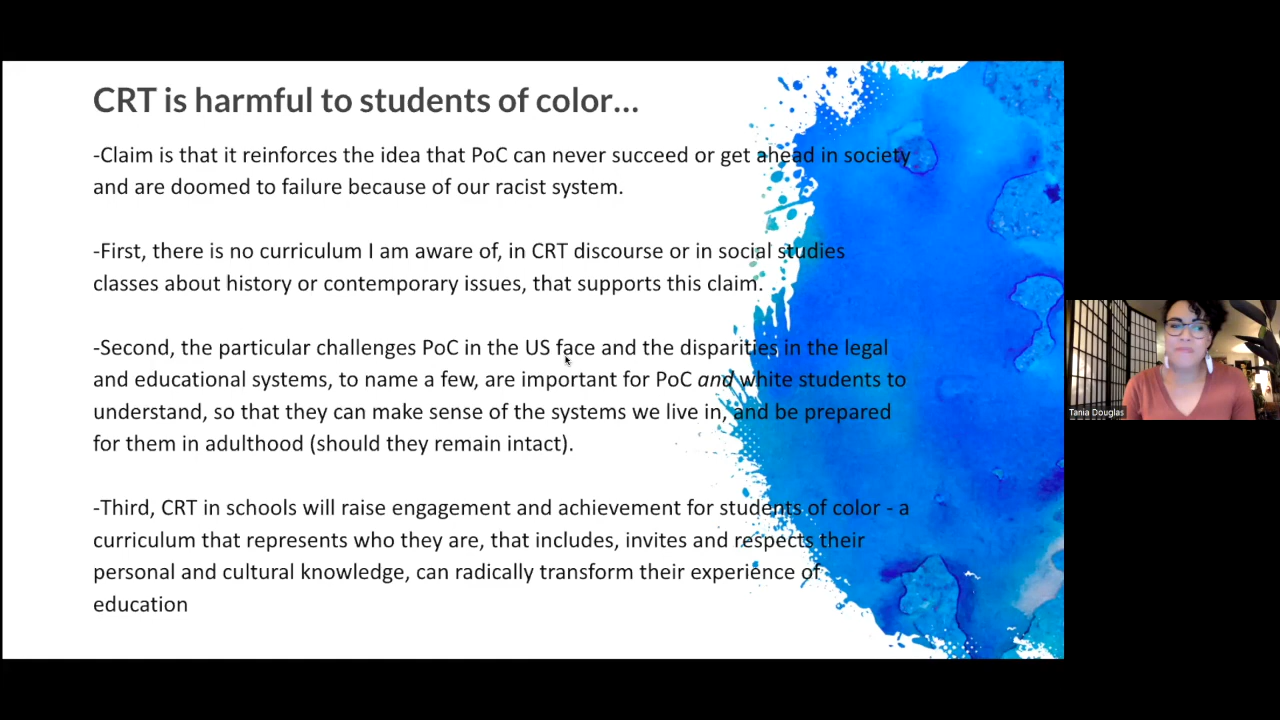 CRT is harmful to students of color...
-Claim is that it reinforces the idea that PoC can never succeed or get ahead in society
and are doomed to failure because of our racist system.
-First, there is no curriculum I am aware of, in CRT discourse or in social studies
classes about history or contemporary issues, that supports this claim.
-Second, the particular challenges PoC in the US face and the disparities in the legal
and educational systems, to name a few, are important for PoC and white students to
understand, so that they can make sense of the systems we live in, and be prepared
for them in adulthood (should they remain intact).
-Third, CRT in schools will raise engagement and achievement for students of color - a
curriculum that represents who they are, that includes, invites and respects their
personal and cultural knowledge, can radically transform their experience of
education
Tania Douglas